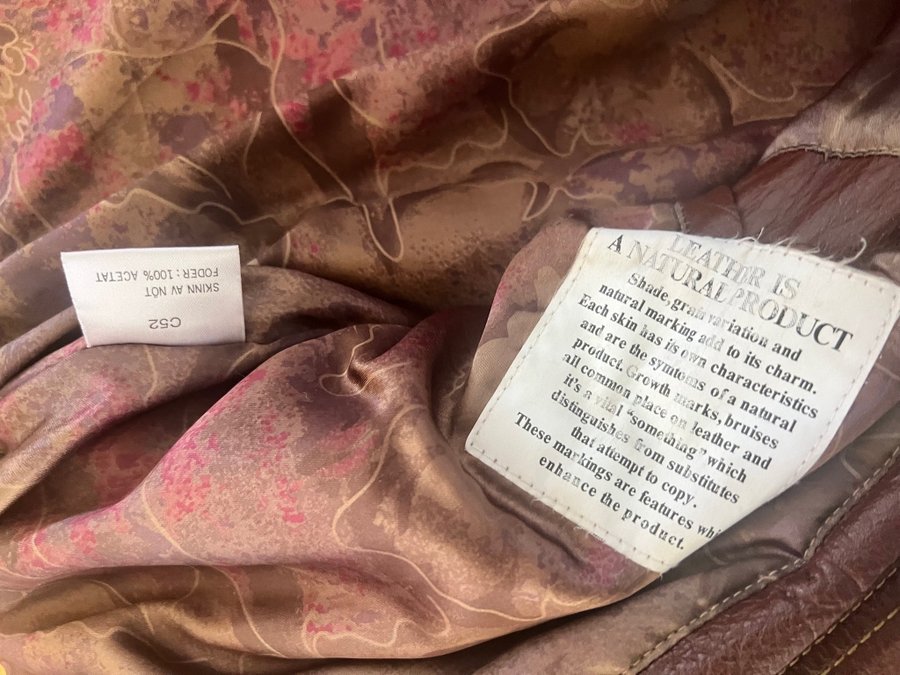 C52
SKINN AV NÖT
FODER: 100% ACETAT
LEATHER IS
A NATURAL PRODUCT
Shade, grain variation and
natural marking add to its charm.
Each skin has its own characteristics
and are the symtoms of a natural
product. Growth marks, bruises
all common place on leather and
it's a vital "something" which
distinguishes from substitutes
that attempt to copy.
These markings are features
enhance the product.